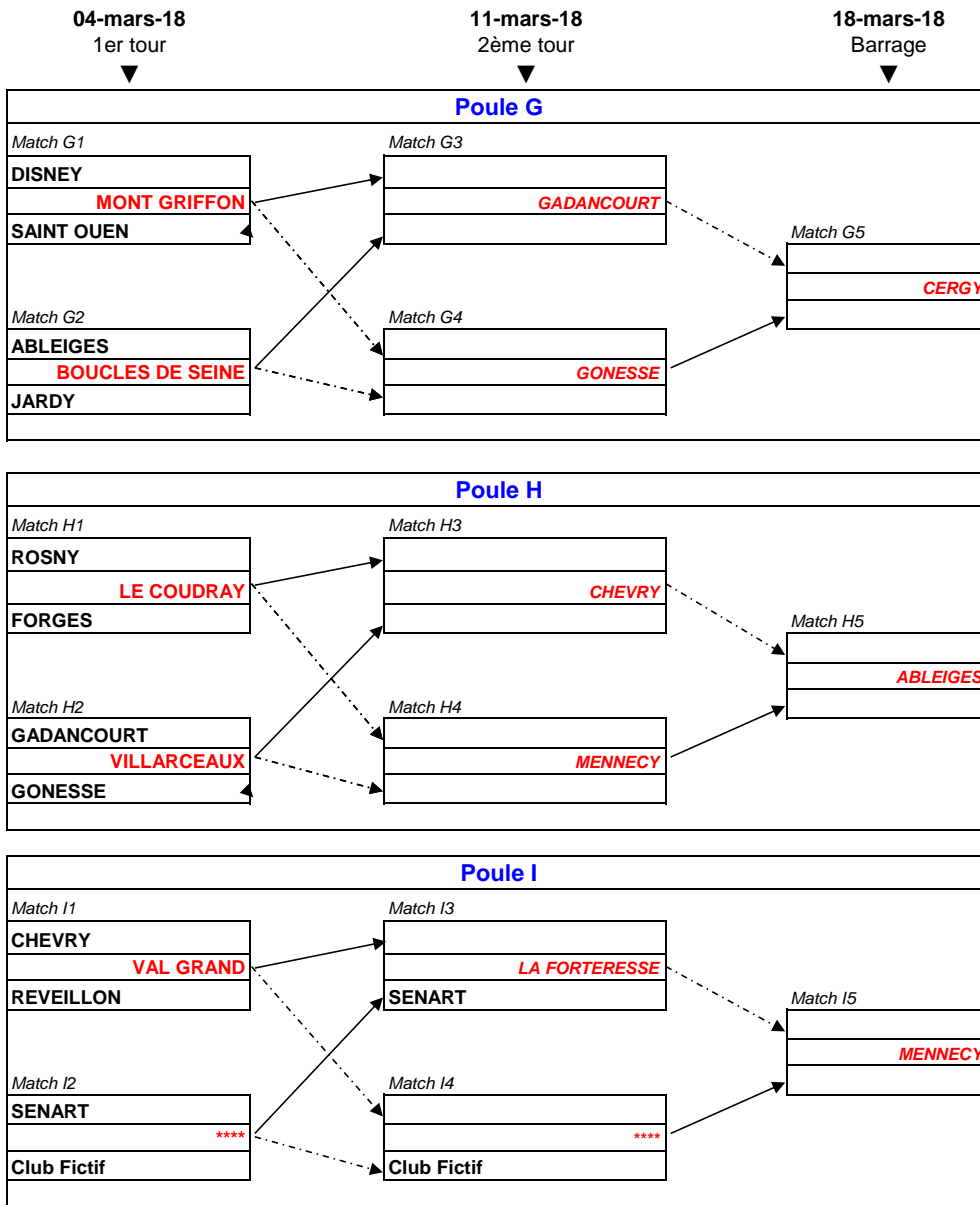 04-mars-18 11-mars-18 18-mars-18
1er tour 2ème tour Barrage
Poule G
Match G1 Match G3
DISNEY
MONT GRIFFON GADANCOURT
SAINT OUEN Match G5
CERGY
Match G2 Match G4
ABLEIGES
BOUCLES DE SEINE GONESSE
JARDY
Poule H
Match H1 Match H3
ROSNY
LE COUDRAY CHEVRY
FORGES Match H5
ABLEIGES
Match H2 Match H4
GADANCOURT
VILLARCEAUX MENNECY
GONESSE
Poule I
Match I1 Match I3
CHEVRY
VAL GRAND LA FORTERESSE
REVEILLON SENART Match I5
MENNECY
Match I2 Match I4
SENART
**** ****
Club Fictif Club Fictif